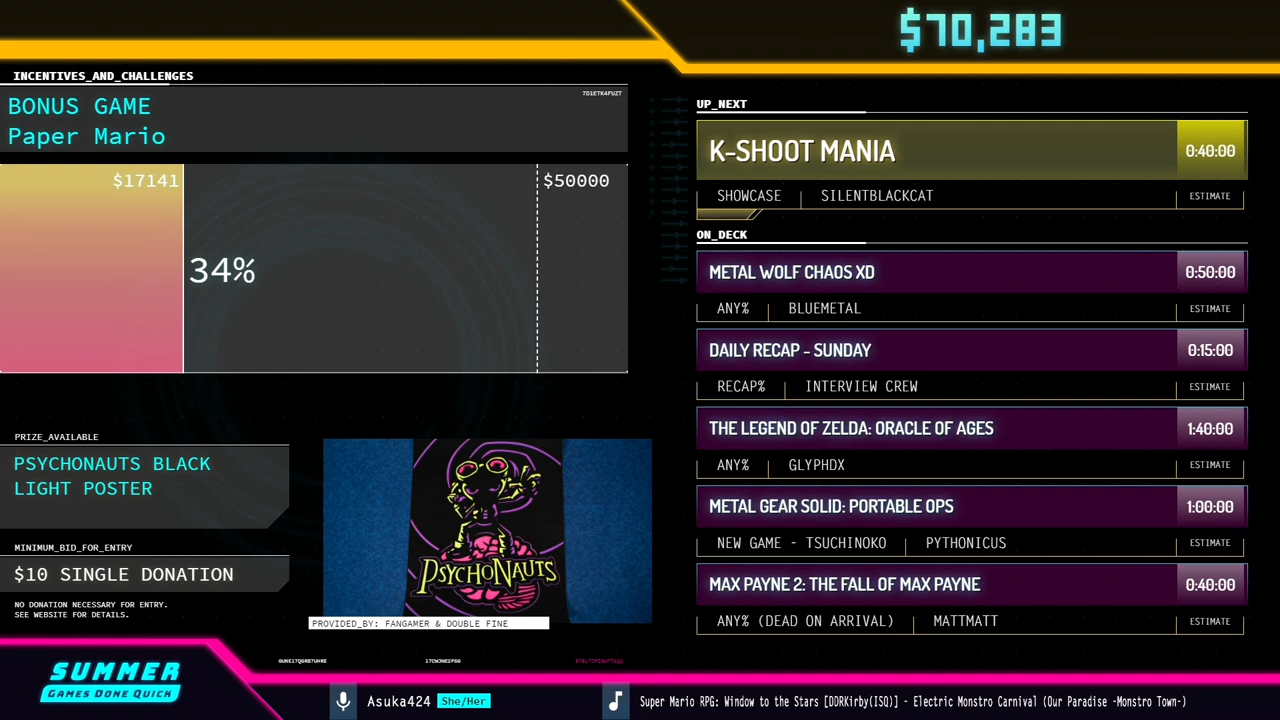 $70,283
INCENTIVES_AND_CHALLENGES
7D1ETK4FUZT
BONUS GAME
Paper Mario
$17141
$50000
34%
PRIZE_AVAILABLE
PSYCHONAUTS BLACK
LIGHT POSTER
MINIMUM_BID_FOR_ENTRY
$10 SINGLE DONATION
NO DONATION NECESSARY FOR ENTRY.
SEE WEBSITE FOR DETAILS.
PSYCHONAUTS
PROVIDED_BY: FANGAMER & DOUBLE FINE
UP_NEXT
K-SHOOT MANIA 0:40:00
SHOWCASE SILENTBLACKCAT ESTIMATE
ON_DECK
METAL WOLF CHAOS XD 0:50:00
ANY% BLUEMETAL ESTIMATE
DAILY RECAP - SUNDAY 0:15:00
RECAP% INTERVIEW CREW ESTIMATE
THE LEGEND OF ZELDA: ORACLE OF AGES 1:40:00
ANY% GLYPHDX ESTIMATE
METAL GEAR SOLID: PORTABLE OPS 1:00:00
NEW GAME - TSUCHINOKO PYTHONICUS ESTIMATE
MAX PAYNE 2: THE FALL OF MAX PAYNE 0:40:00
ANY% (DEAD ON ARRIVAL) MATTMATT ESTIMATE
SUMMER
GAMES DONE QUICK
Asuka424 She/Her
Super Mario RPG: Window to the Stars [DDRKirby(ISQ)] - Electric Monstro Carnival (Our Paradise -Monstro Town-)